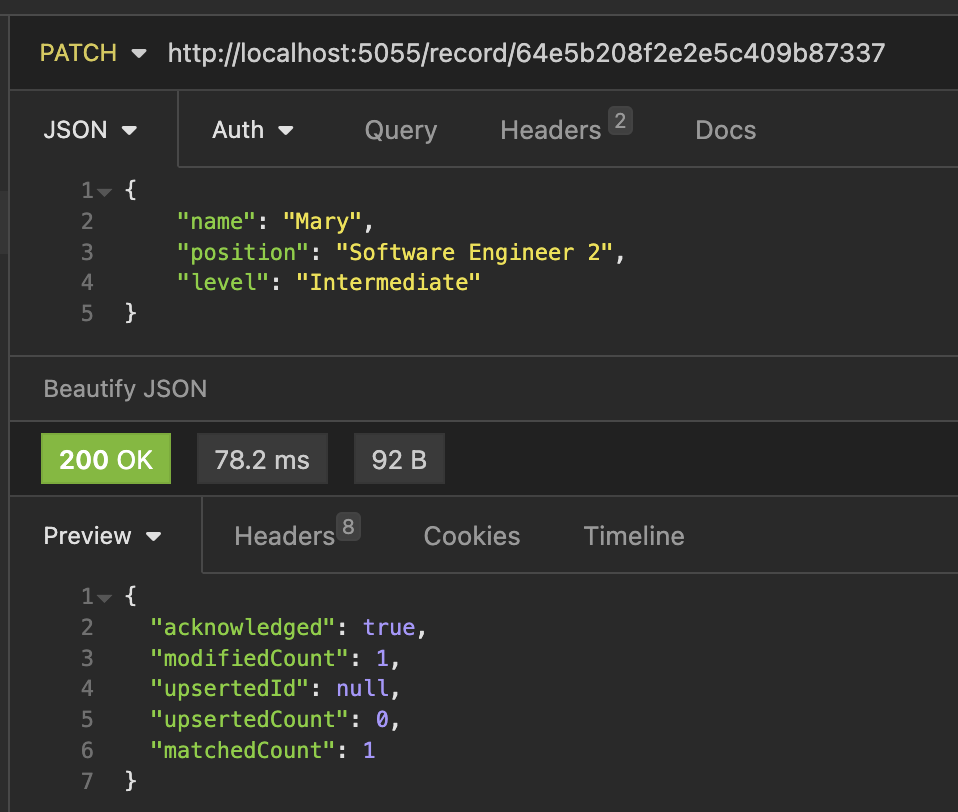 PATCH http://localhost:5055/record/64e5b208f2e2e5c409b87337
JSON Auth Query Headers 2 Docs
1 {
2 "name": "Mary",
3 "position": "Software Engineer 2",
4 "level": "Intermediate"
5 }
Beautify JSON
200 OK 78.2 ms 92 B
Preview Headers 8 Cookies Timeline
1 {
2 "acknowledged": true,
3 "modifiedCount": 1,
4 "upsertedId": null,
5 "upsertedCount": 0,
6 "matchedCount": 1
7 }